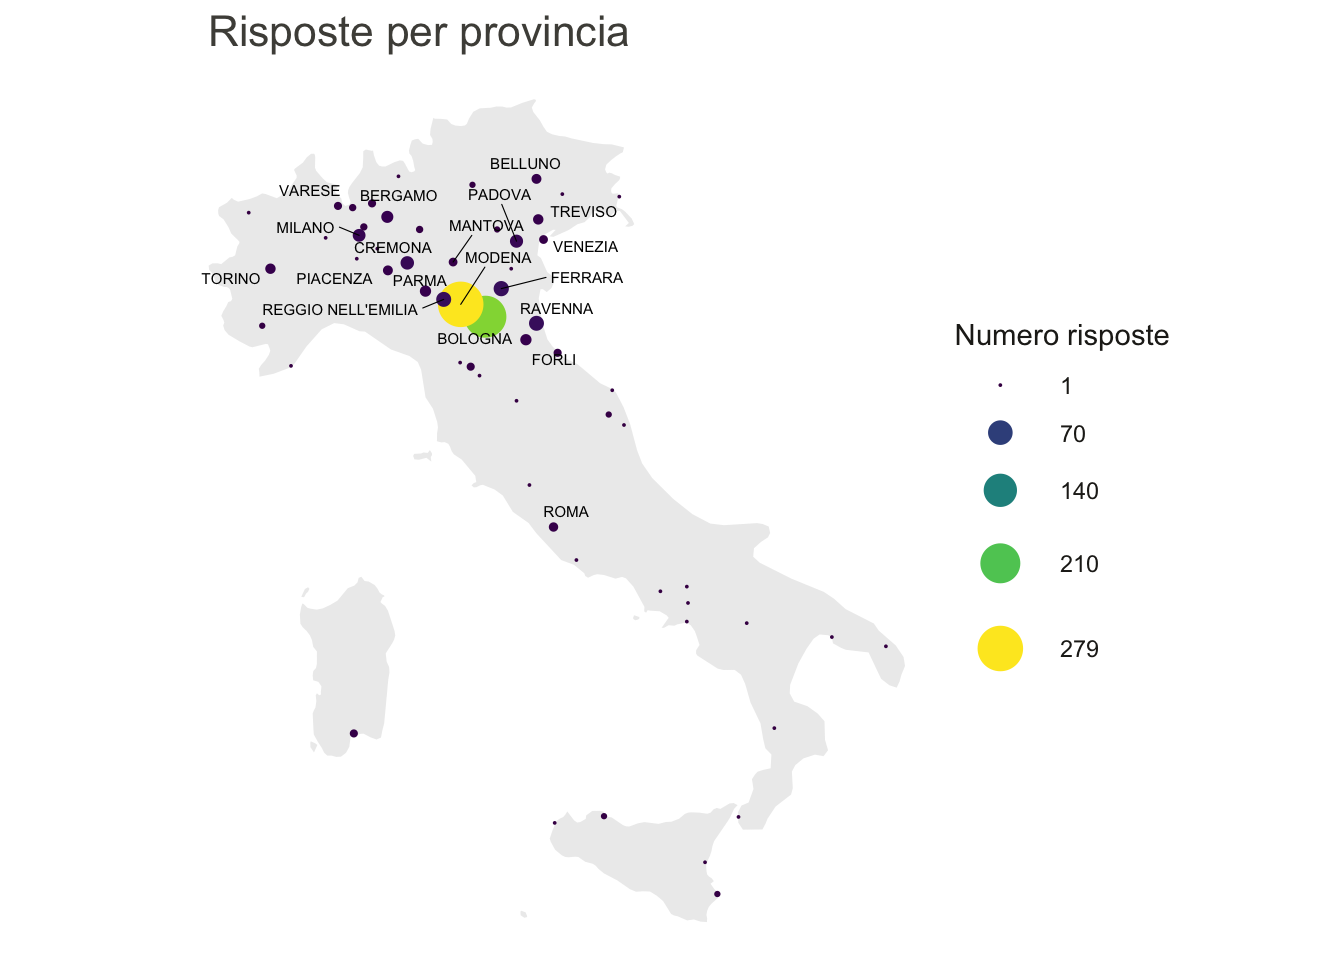 Risposte per provincia
BELLUNO
VARESE
BERGAMO
PADOVA
TREVISO
MILANO
MANTOVA
CREMONA
VENEZIA
MODENA
TORINO
PIACENZA
PARMA
FERRARA
REGGIO NELL'EMILIA
RAVENNA
BOLOGNA
FORLI
ROMA
Numero risposte
1
70
140
210
279